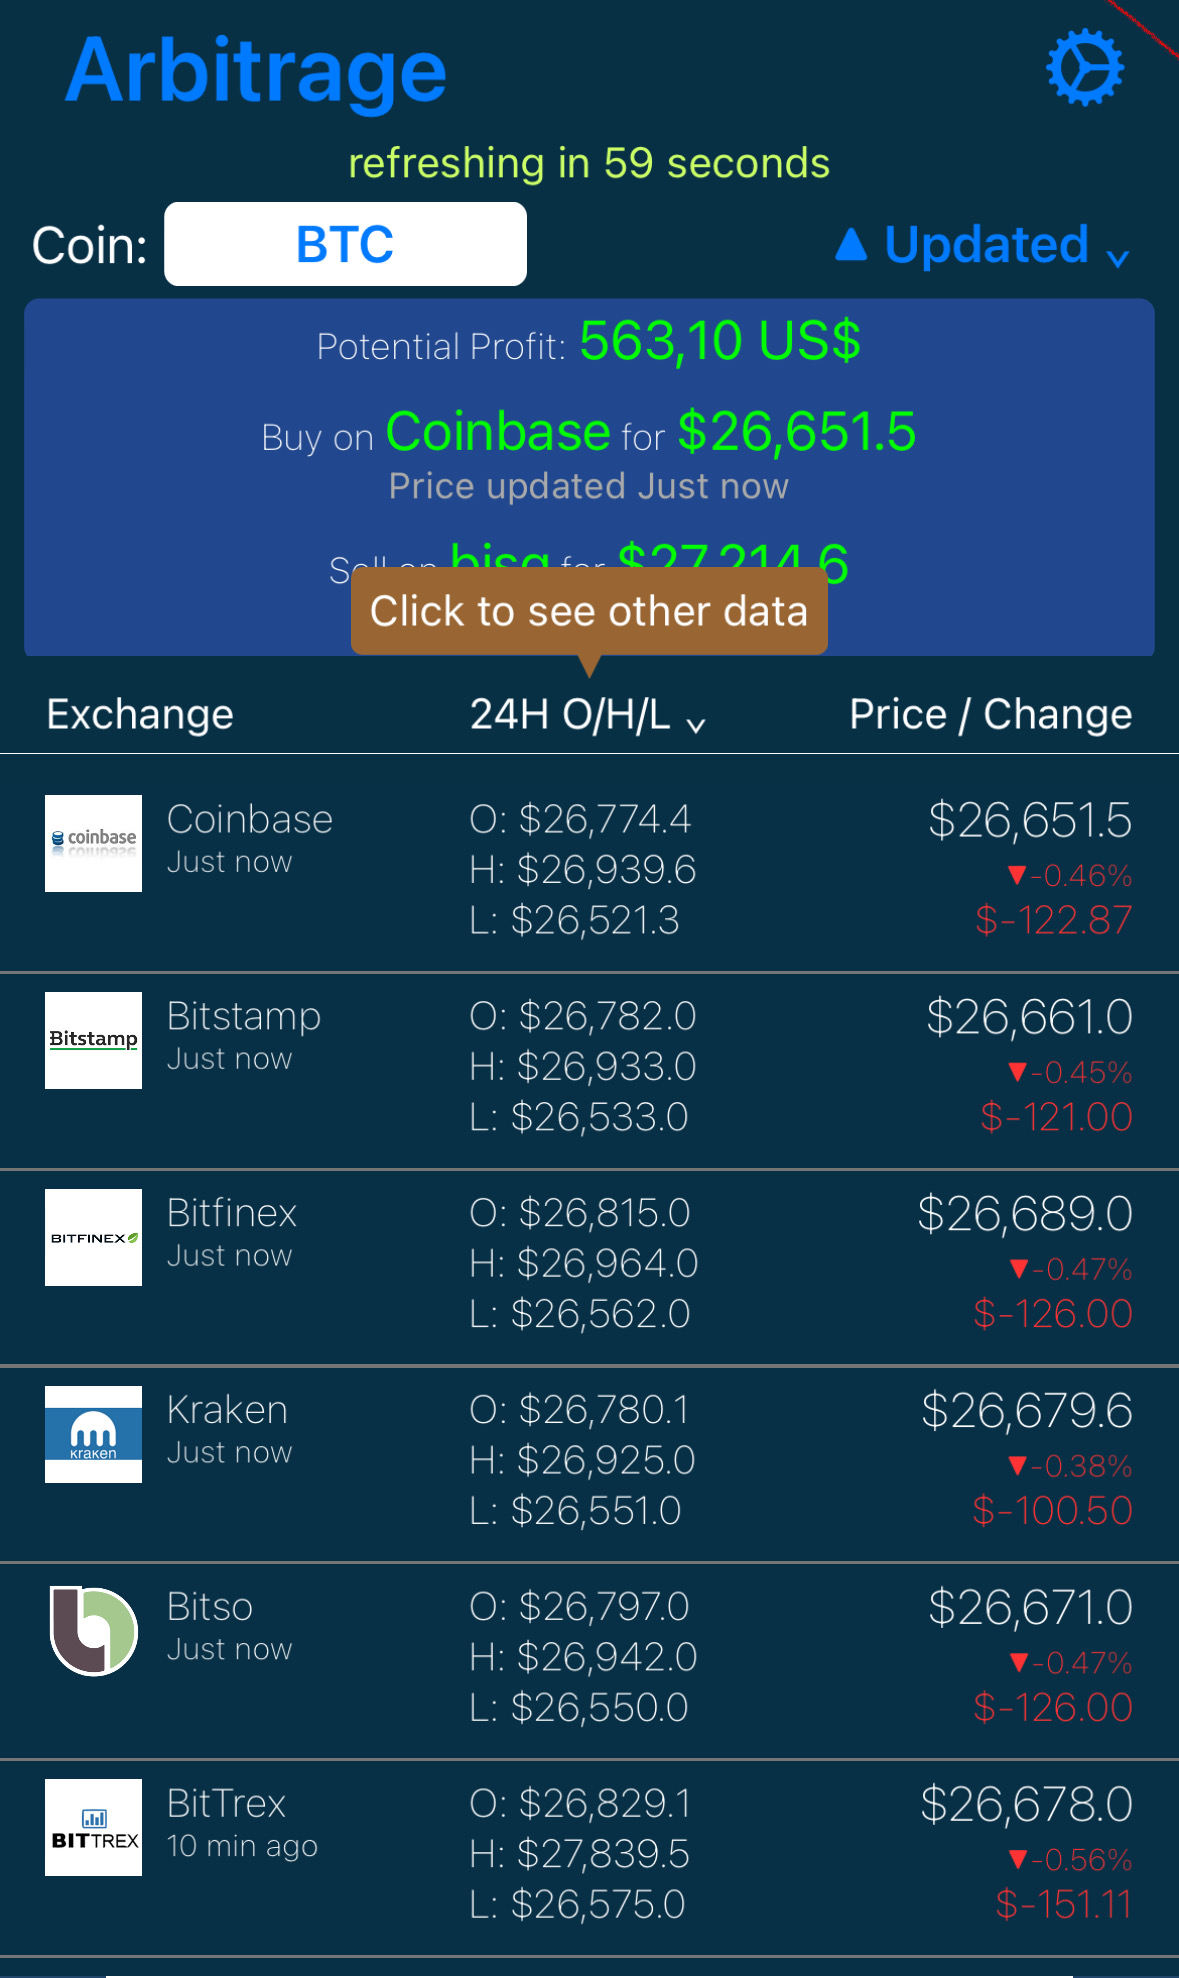 Arbitrage
refreshing in 59 seconds
Coin: BTC ▲ Updated
Potential Profit: 563,10 US$
Buy on Coinbase for $26,651.5
Price updated Just now
Sell on bisq for $27,214.6
Click to see other data
Exchange 24H O/H/L Price / Change
coinbase Coinbase O: $26,774.4 $26,651.5
Just now H: $26,939.6 ▼-0.46%
L: $26,521.3 $-122.87
Bitstamp Bitstamp O: $26,782.0 $26,661.0
Just now H: $26,933.0 ▼-0.45%
L: $26,533.0 $-121.00
BITFINEX Bitfinex O: $26,815.0 $26,689.0
Just now H: $26,964.0 ▼-0.47%
L: $26,562.0 $-126.00
kraken Kraken O: $26,780.1 $26,679.6
Just now H: $26,925.0 ▼-0.38%
L: $26,551.0 $-100.50
Bitso O: $26,797.0 $26,671.0
Just now H: $26,942.0 ▼-0.47%
L: $26,550.0 $-126.00
BITTREX BitTrex O: $26,829.1 $26,678.0
10 min ago H: $27,839.5 ▼-0.56%
L: $26,575.0 $-151.11